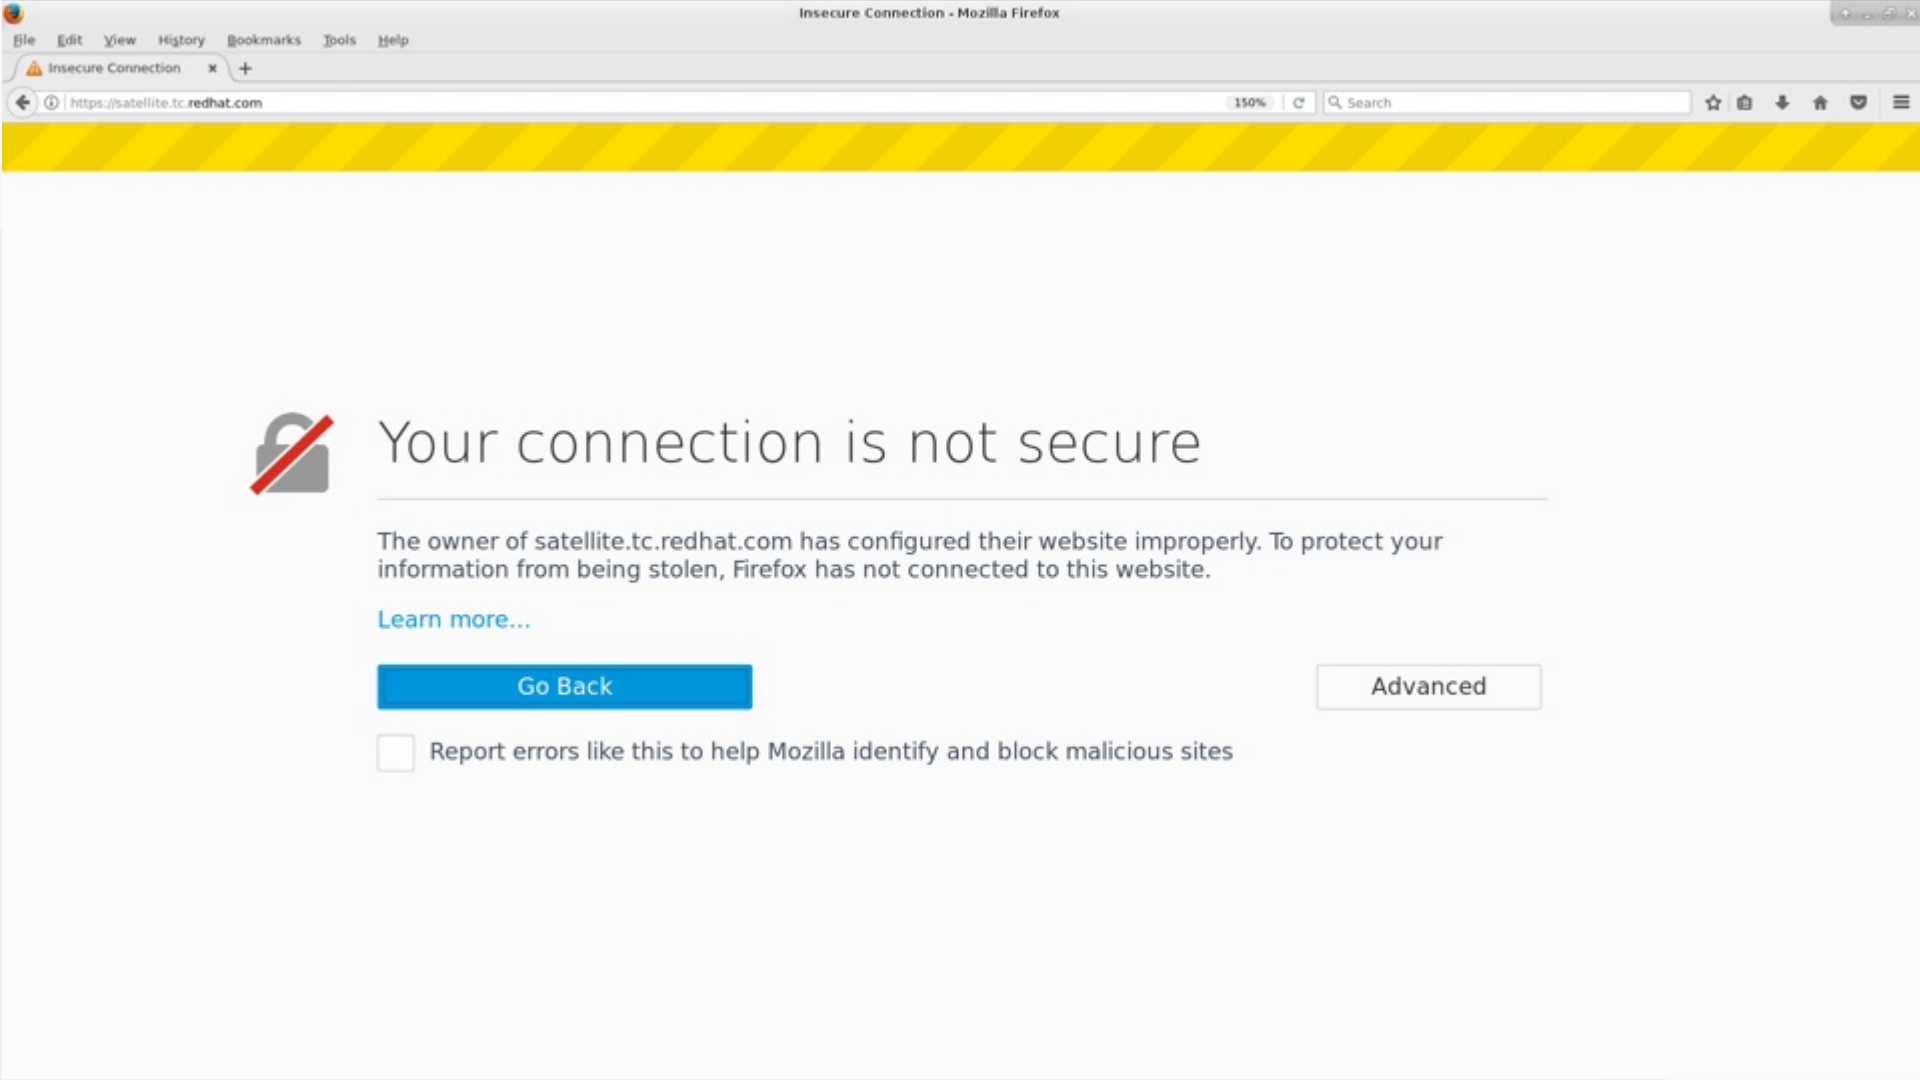 Insecure Connection - Mozilla Firefox
File Edit View History Bookmarks Tools Help
Insecure Connection
https://satellite.tc.redhat.com 150% Search
Your connection is not secure
The owner of satellite.tc.redhat.com has configured their website improperly. To protect your
information from being stolen, Firefox has not connected to this website.
Learn more...
Go Back Advanced
Report errors like this to help Mozilla identify and block malicious sites